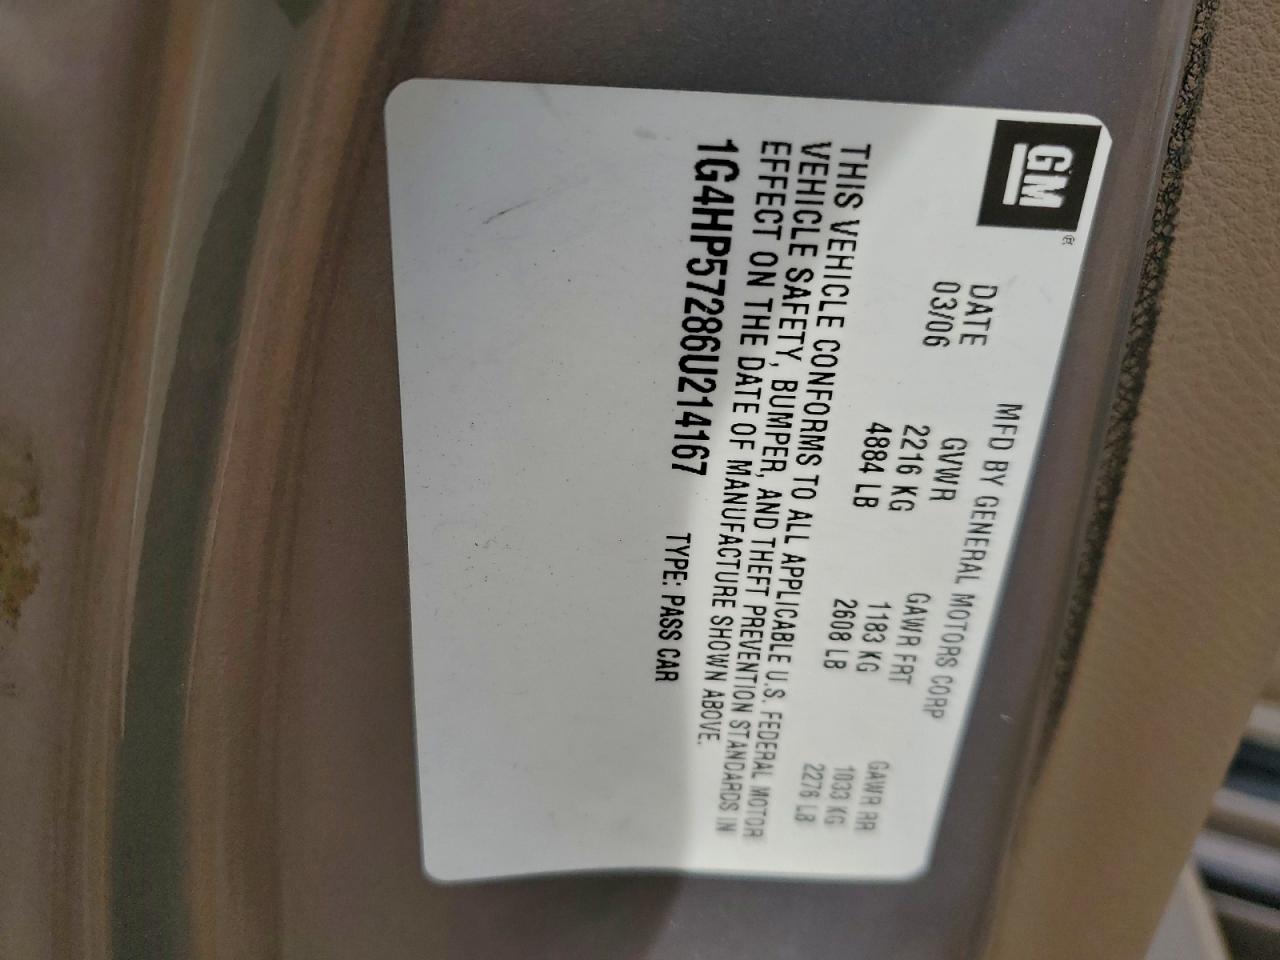 GM®
MFD BY GENERAL MOTORS CORP
DATE GVWR GAWR FRT GAWR RR
03/06 2216 KG 1183 KG 1033 KG
4884 LB 2608 LB 2276 LB
THIS VEHICLE CONFORMS TO ALL APPLICABLE U.S. FEDERAL MOTOR
VEHICLE SAFETY, BUMPER, AND THEFT PREVENTION STANDARDS IN
EFFECT ON THE DATE OF MANUFACTURE SHOWN ABOVE.
1G4HP57286U214167 TYPE: PASS CAR